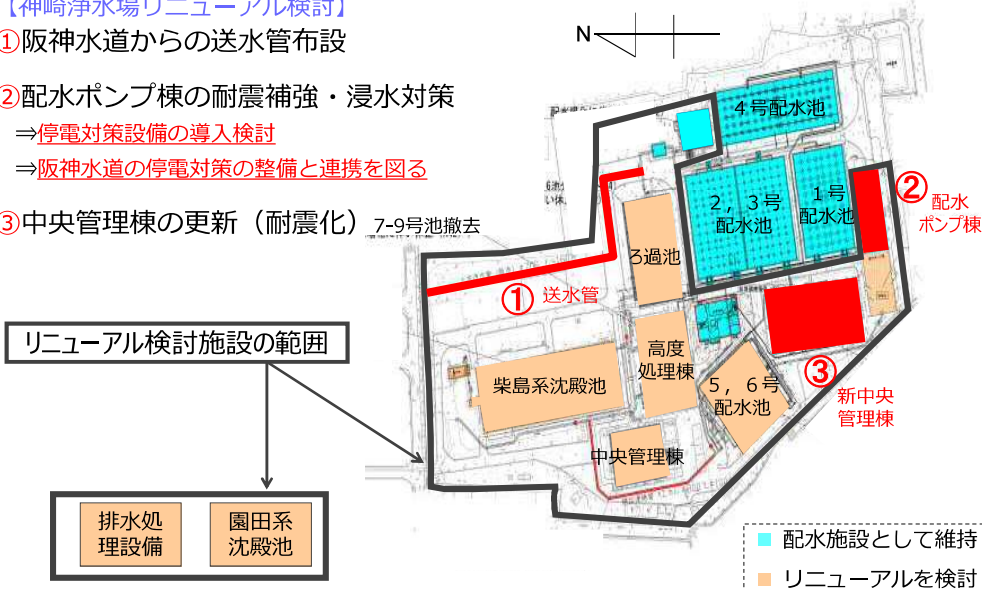 【神崎浄水場リニューアル検討】
①阪神水道からの送水管布設
②配水ポンプ棟の耐震補強・浸水対策
⇒停電対策設備の導入検討
⇒阪神水道の停電対策の整備と連携を図る
③中央管理棟の更新（耐震化）
7-9号池撤去
N
4号配水池
2，3号
配水池
1号
配水池
②
配水
ポンプ棟
ろ過池
①
送水管
リニューアル検討施設の範囲
高度
処理棟
柴島系沈殿池
5，6号
配水池
③
新中央
管理棟
中央管理棟
排水処
理設備
園田系
沈殿池
配水施設として維持
リニューアルを検討